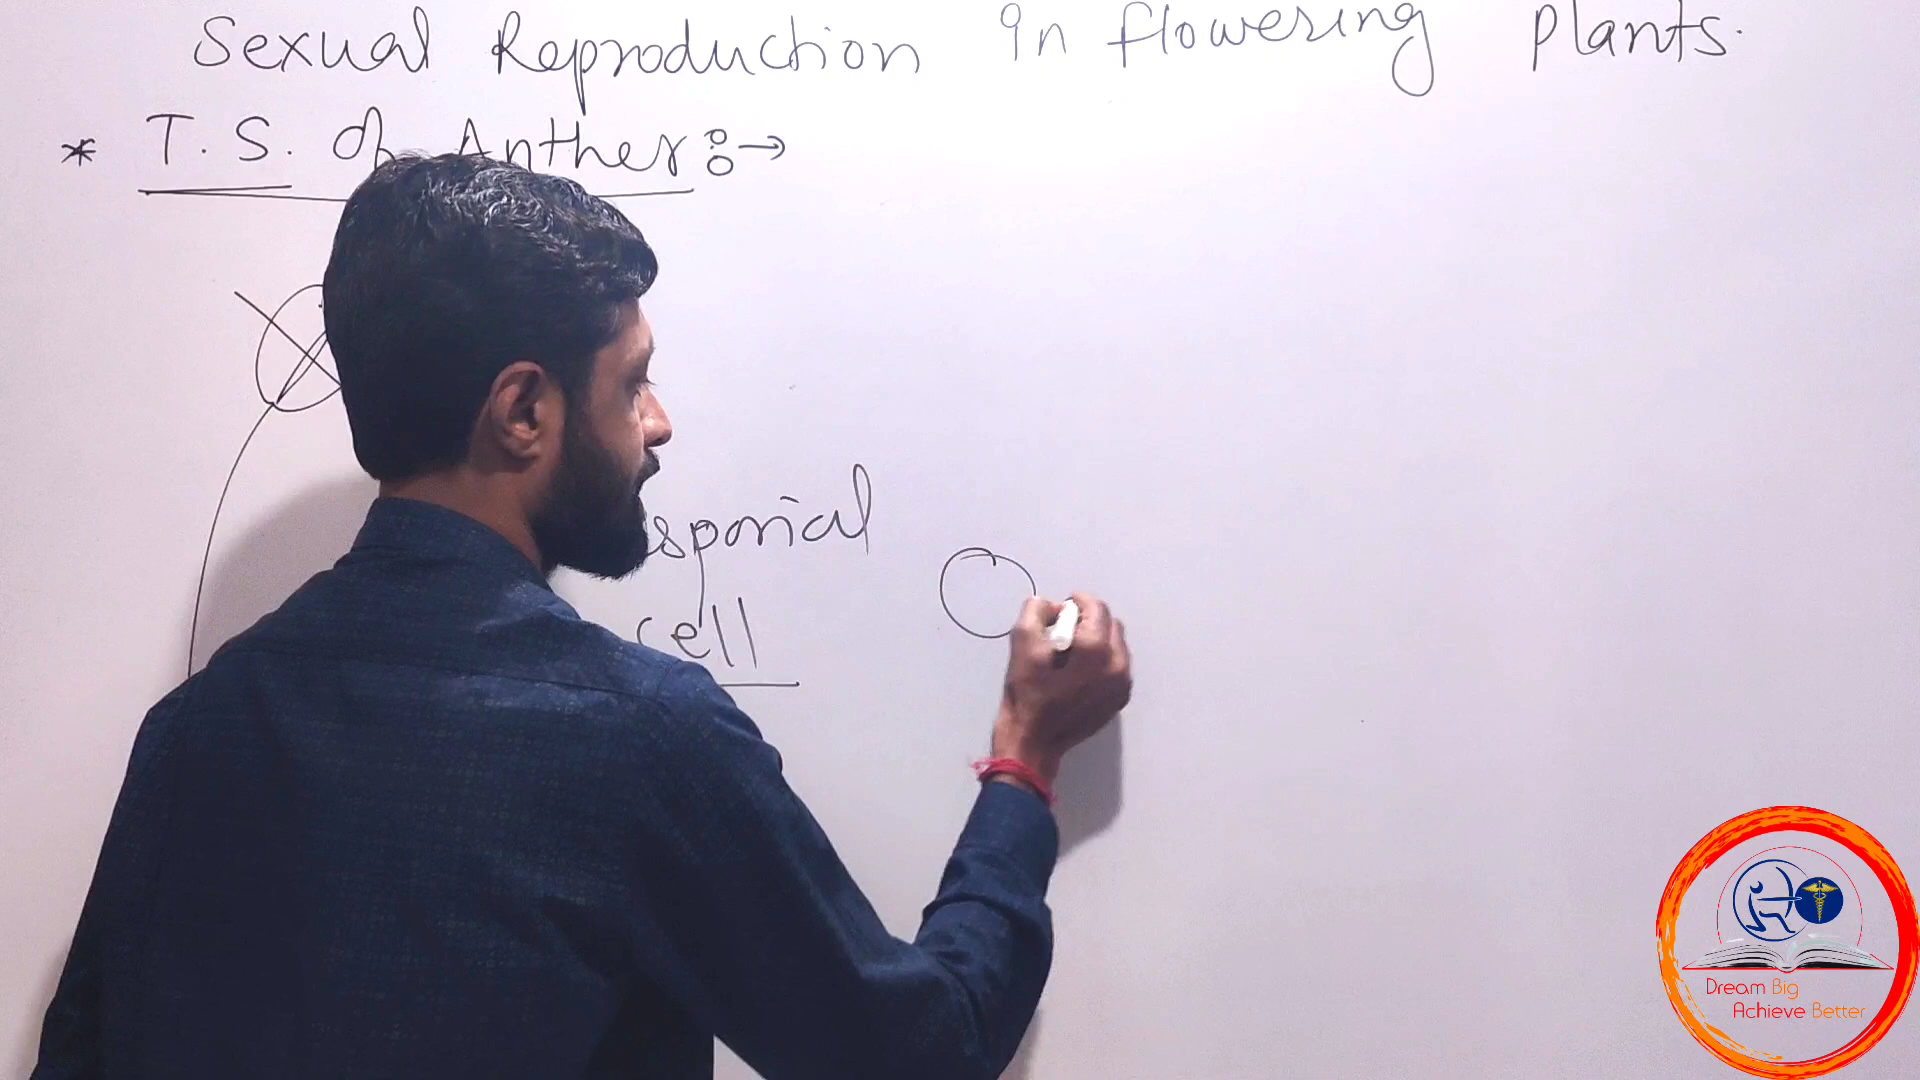 Sexual Reproduction in flowering Plants.
* T. S. of Anther :→
sporial
cell
Dream Big
Achieve Better